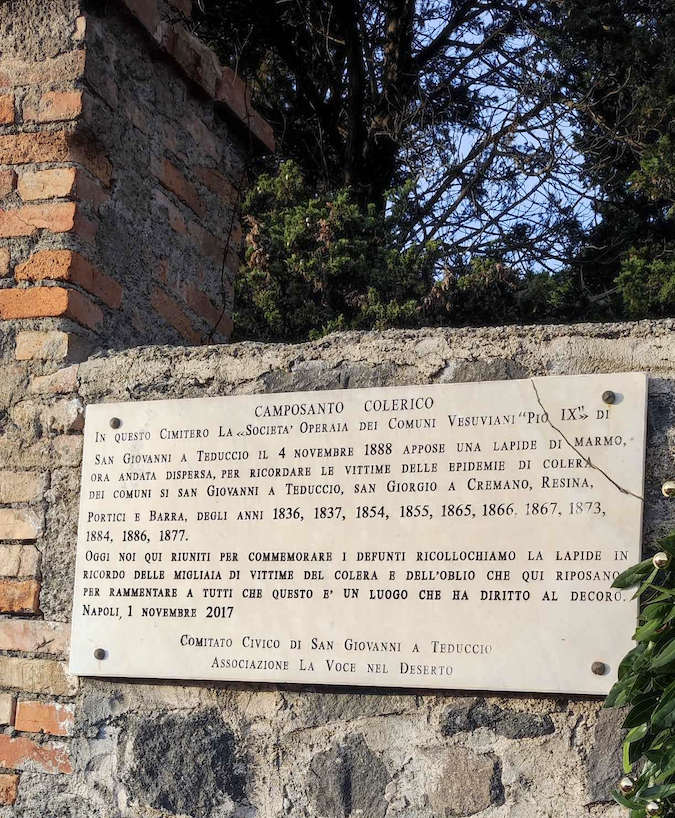 CAMPOSANTO COLERICO
IN QUESTO CIMITERO LA «SOCIETA' OPERAIA DEI COMUNI VESUVIANI "PIO IX"» DI
SAN GIOVANNI A TEDUCCIO IL 4 NOVEMBRE 1888 APPOSE UNA LAPIDE DI MARMO,
ORA ANDATA DISPERSA, PER RICORDARE LE VITTIME DELLE EPIDEMIE DI COLERA
DEI COMUNI SI SAN GIOVANNI A TEDUCCIO, SAN GIORGIO A CREMANO, RESINA,
PORTICI E BARRA, DEGLI ANNI 1836, 1837, 1854, 1855, 1865, 1866, 1867, 1873,
1884, 1886, 1877.
OGGI NOI QUI RIUNITI PER COMMEMORARE I DEFUNTI RICOLLOCHIAMO LA LAPIDE IN
RICORDO DELLE MIGLIAIA DI VITTIME DEL COLERA E DELL'OBLIO CHE QUI RIPOSANO
PER RAMMENTARE A TUTTI CHE QUESTO E' UN LUOGO CHE HA DIRITTO AL DECORO.
NAPOLI, 1 NOVEMBRE 2017
COMITATO CIVICO DI SAN GIOVANNI A TEDUCCIO
ASSOCIAZIONE LA VOCE NEL DESERTO